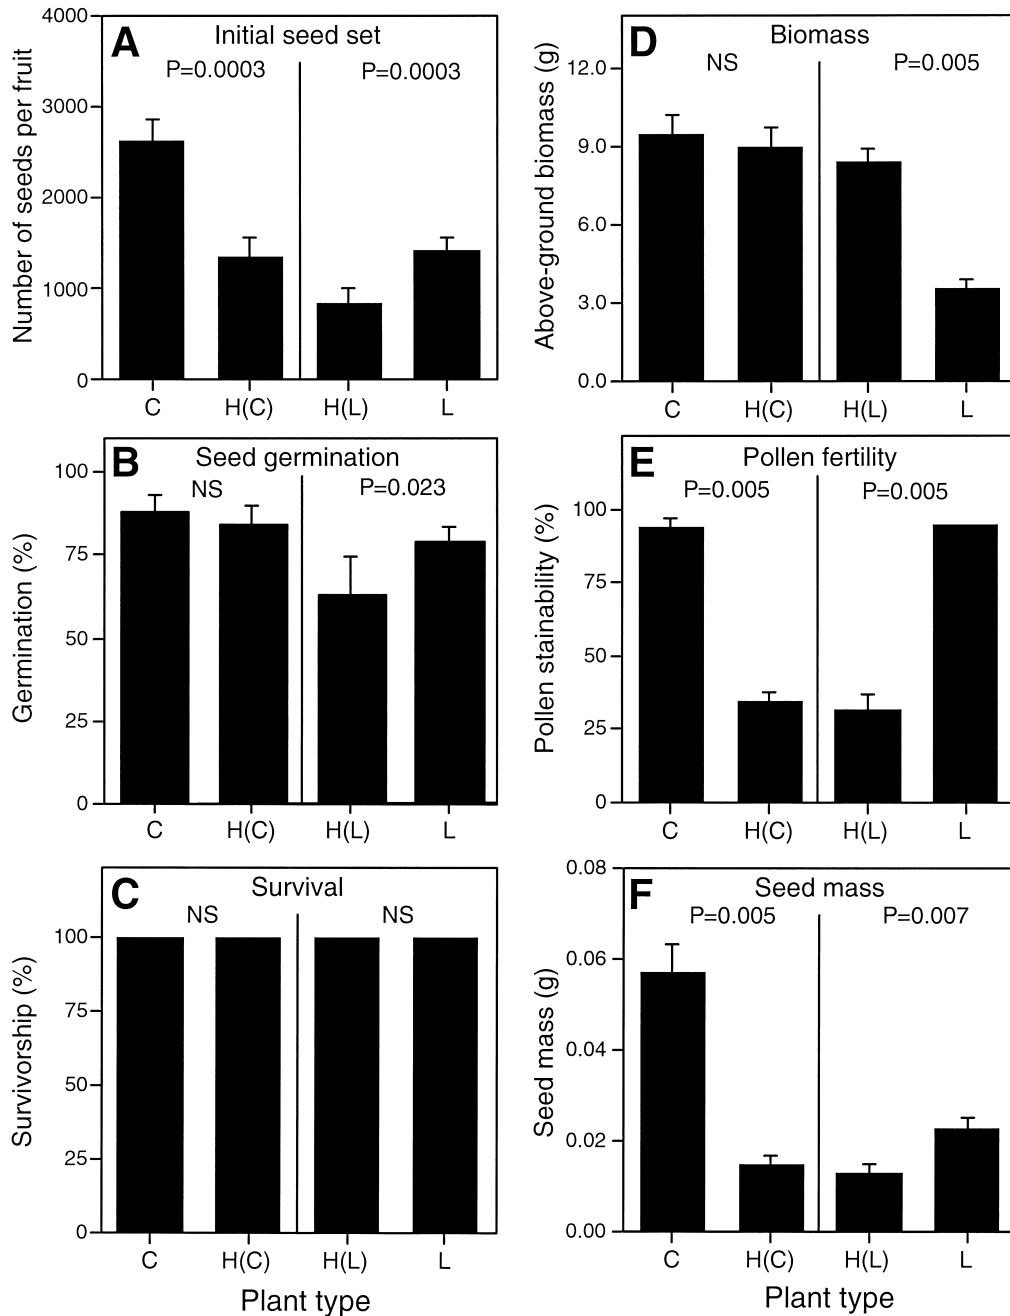 A
Initial seed set
P=0.0003
P=0.0003
Number of seeds per fruit
4000
3000
2000
1000
0
C
H(C)
H(L)
L
B
Seed germination
NS
P=0.023
Germination (%)
100
75
50
25
0
C
H(C)
H(L)
L
C
Survival
NS
NS
Survivorship (%)
100
75
50
25
0
C
H(C)
H(L)
L
Plant type
D
Biomass
NS
P=0.005
Above-ground biomass (g)
12.0
9.0
6.0
3.0
0.0
C
H(C)
H(L)
L
E
Pollen fertility
P=0.005
P=0.005
Pollen stainability (%)
100
75
50
25
0
C
H(C)
H(L)
L
F
Seed mass
P=0.005
P=0.007
Seed mass (g)
0.08
0.06
0.04
0.02
0.00
C
H(C)
H(L)
L
Plant type